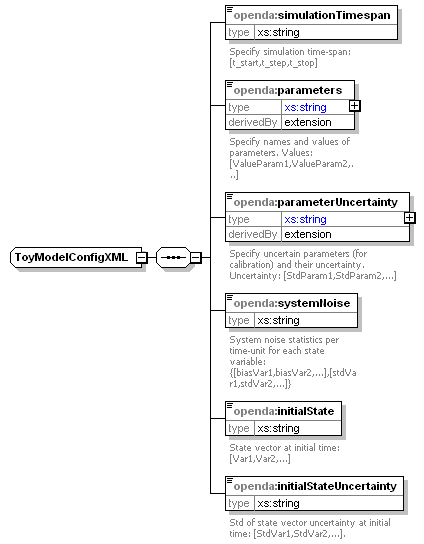 openda:simulationTimespan
type xs:string
Specify simulation time-span:
[t_start,t_step,t_stop]
openda:parameters
type xs:string
derivedBy extension
Specify names and values of
parameters. Values:
[ValueParam1,ValueParam2,.
..]
openda:parameterUncertainty
type xs:string
derivedBy extension
Specify uncertain parameters (for
calibration) and their uncertainty.
Uncertainty: [StdParam1,StdParam2,...]
ToyModelConfigXML
openda:systemNoise
type xs:string
System noise statistics per
time-unit for each state
variable:
{[biasVar1,biasVar2,...],[stdVa
r1,stdVar2,...]}
openda:initialState
type xs:string
State vector at initial time:
[Var1,Var2,...]
openda:initialStateUncertainty
type xs:string
Std of state vector uncertainty at initial
time: [StdVar1,StdVar2,...].